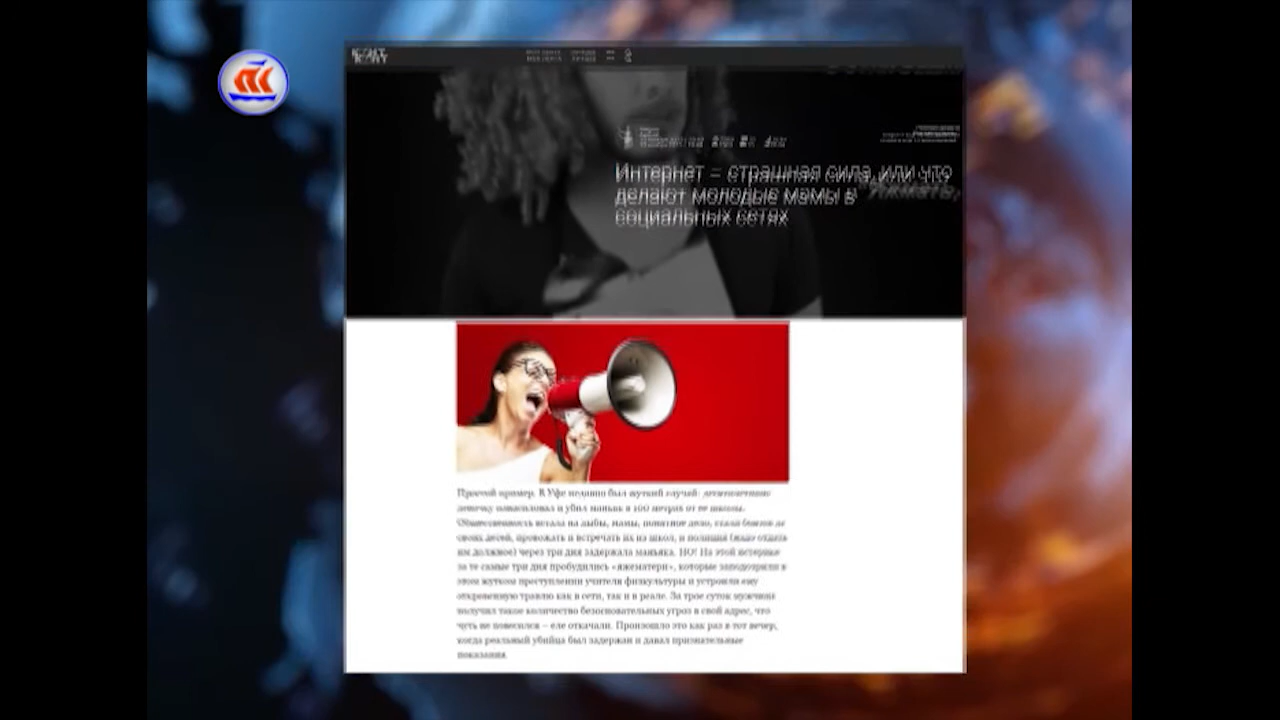 КОНТ
Интернет – страшная сила, или что
делают молодые мамы в
социальных сетях
Простой пример. В Уфе недавно был жуткий случай: десятилетнюю
девочку изнасиловал и убил маньяк в 100 метрах от ее школы.
Общественность встала на дыбы, мамы, понятное дело, стали бояться за
своих детей, провожать и встречать их из школ, и полиция (надо отдать
им должное) через три дня задержала маньяка. НО! На этой истерике
за те самые три дня пробудились «яжематери», которые заподозрили в
этом жутком преступлении учителя физкультуры и устроили ему
откровенную травлю как в сети, так и в реале. За трое суток мужчина
получил такое количество безосновательных угроз в свой адрес, что
чуть не повесился – еле откачали. Произошло это как раз в тот вечер,
когда реальный убийца был задержан и давал признательные
показания